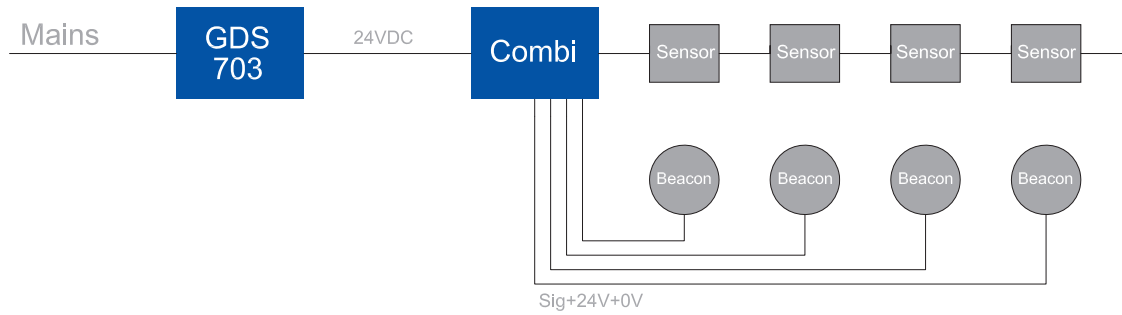 Mains
GDS
703
24VDC
Combi
Sensor
Sensor
Sensor
Sensor
Beacon
Beacon
Beacon
Beacon
Sig+24V+0V